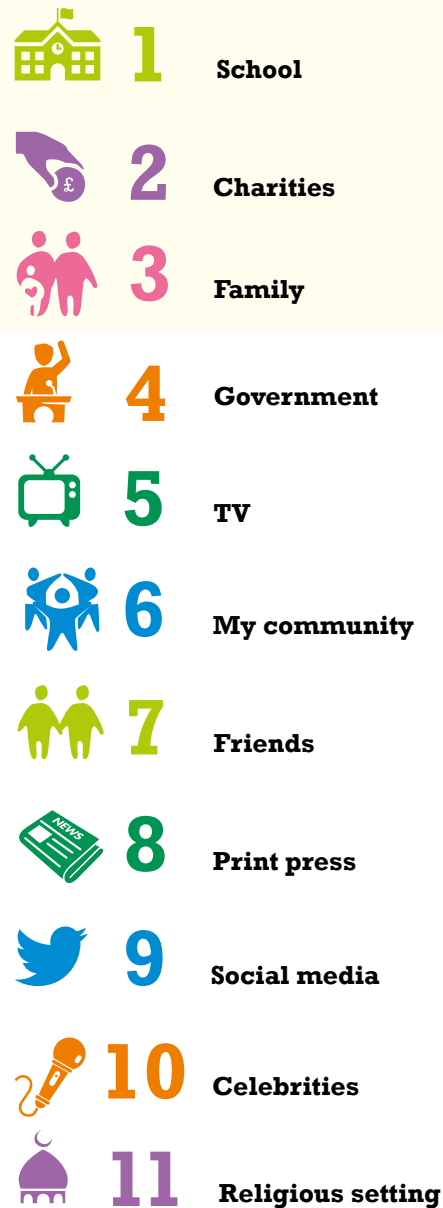 1 School
£
2 Charities
3 Family
4 Government
5 TV
6 My community
7 Friends
NEWS
8 Print press
9 Social media
10 Celebrities
11 Religious setting